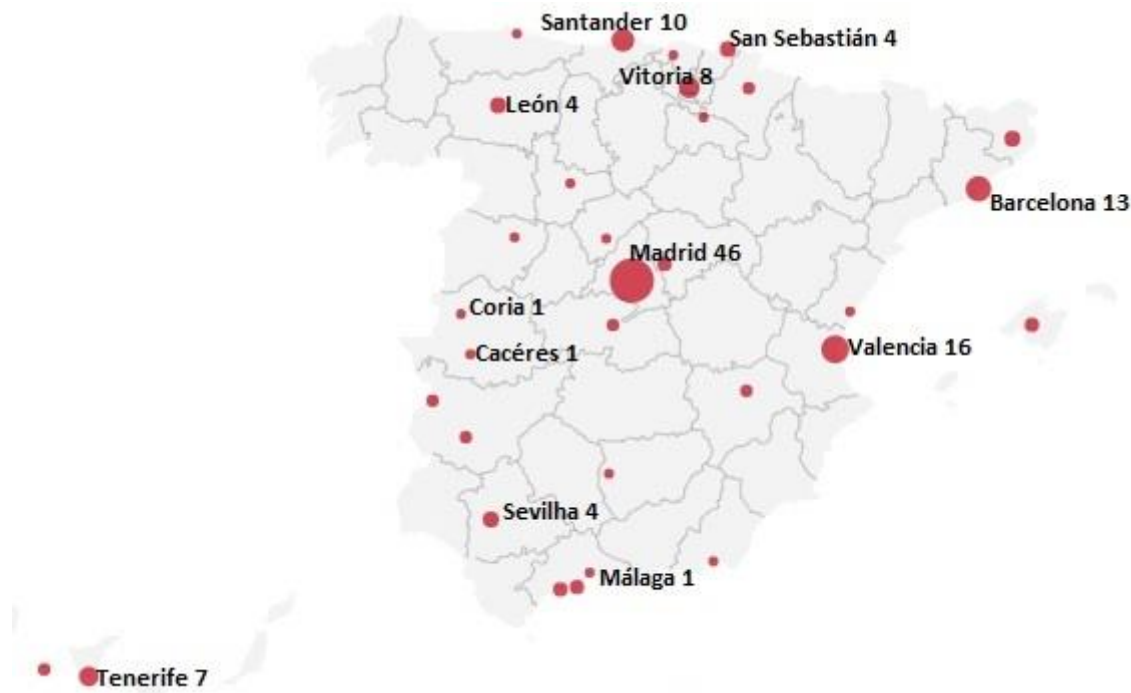 Santander 10
San Sebastián 4
Vitoria 8
León 4
Barcelona 13
Madrid 46
Coria 1
Cacéres 1
Valencia 16
Sevilha 4
Málaga 1
Tenerife 7